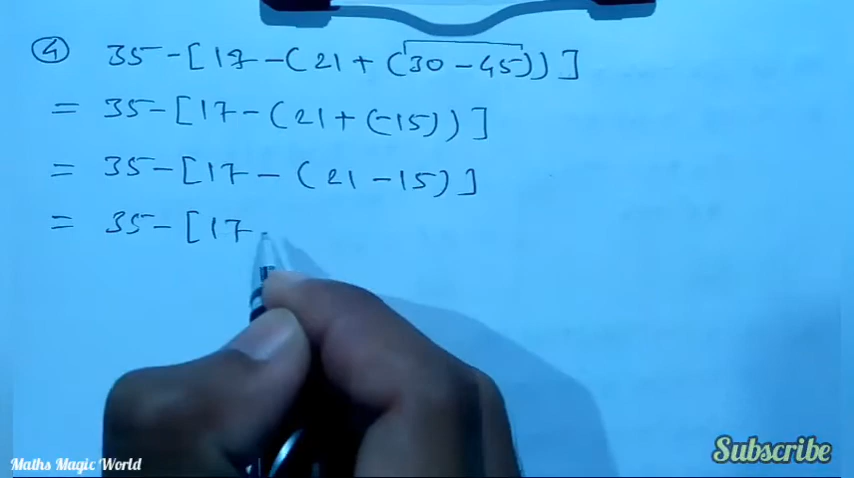 ④ 35-[17-(21+(30-45))]
= 35-[17-(21+(-15))]
= 35-[17-(21-15)]
= 35-[17
Subscribe
Maths Magic World